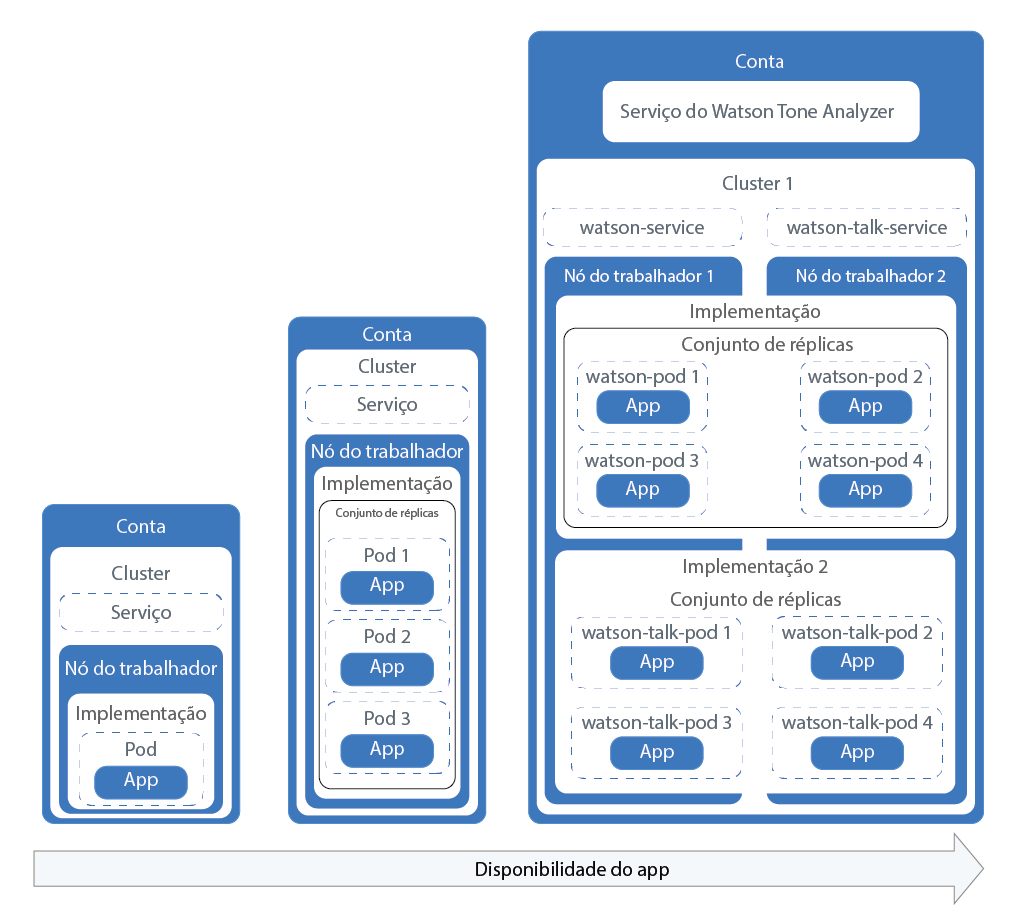 Conta
Cluster
Serviço
Nó do trabalhador
Implementação
Pod
App
Conta
Cluster
Serviço
Nó do trabalhador
Implementação
Conjunto de réplicas
Pod 1
App
Pod 2
App
Pod 3
App
Conta
Serviço do Watson Tone Analyzer
Cluster 1
watson-service
watson-talk-service
Nó do trabalhador 1
Nó do trabalhador 2
Implementação
Conjunto de réplicas
watson-pod 1
App
watson-pod 2
App
watson-pod 3
App
watson-pod 4
App
Implementação 2
Conjunto de réplicas
watson-talk-pod 1
App
watson-talk-pod 2
App
watson-talk-pod 3
App
watson-talk-pod 4
App
Disponibilidade do app